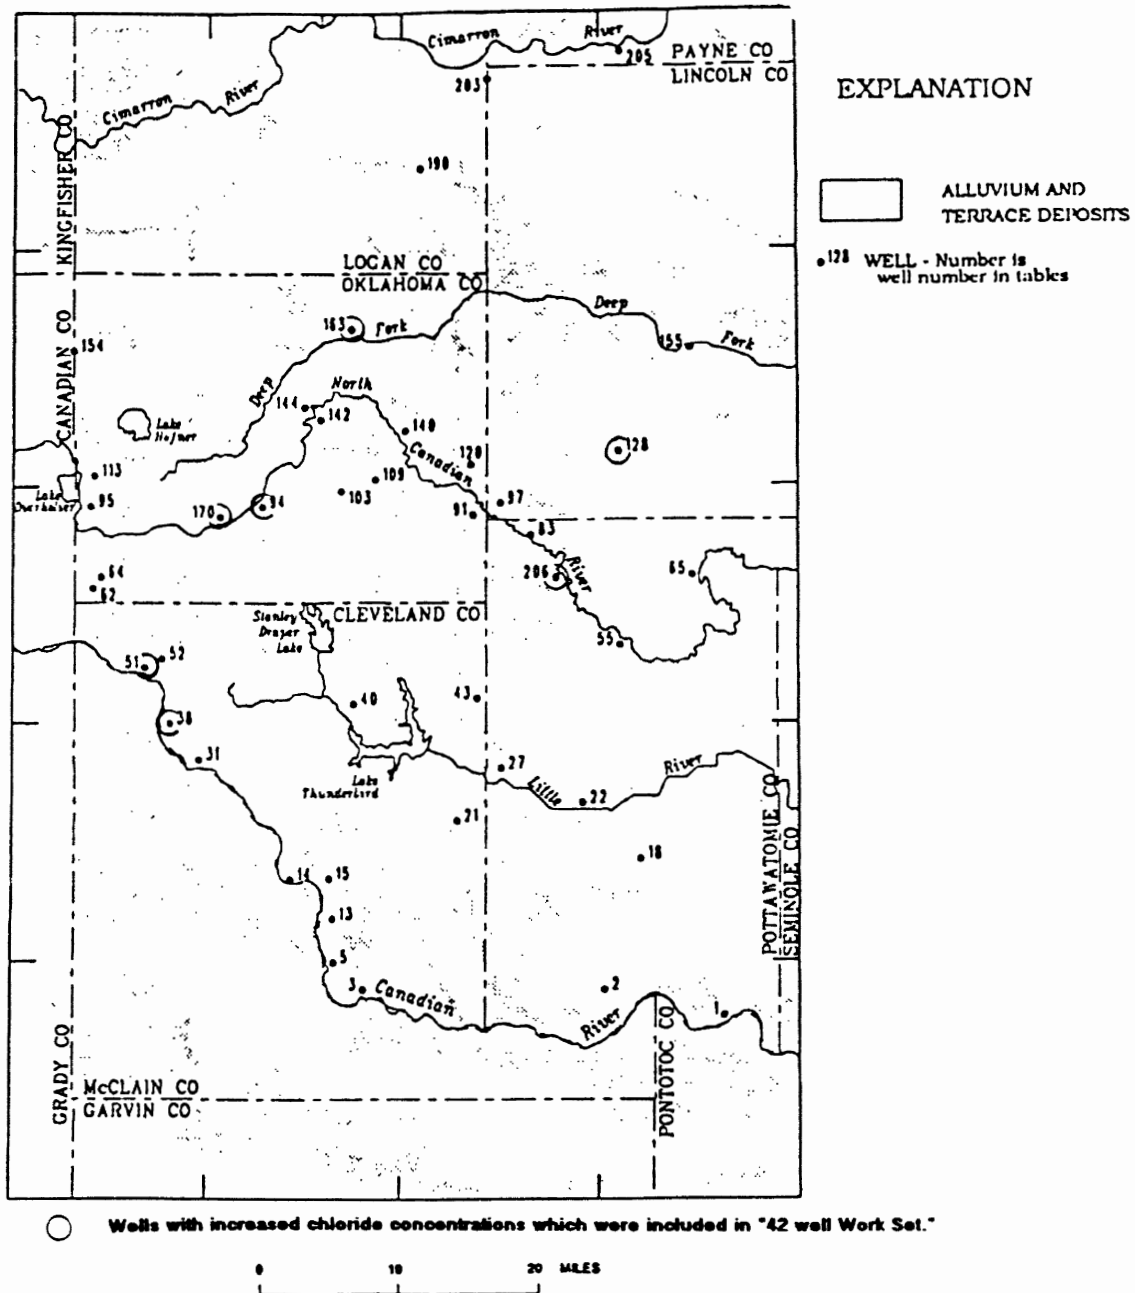 Cimarron
River
205
PAYNE CO
LINCOLN CO
203
EXPLANATION
Cimarron
River
KINGFISHER CO
190
ALLUVIUM AND
TERRACE DEPOSITS
•128 WELL - Number is
well number in tables
LOGAN CO
OKLAHOMA CO
Deep
Fork
163
Fork
155
CANADIAN CO
154
Deep
North
144
142
140
Lake
Hefner
Canadian
120
128
113
109
Lake
Overholser
95
103
97
170
94
91
83
64
62
206
River
65
Stanley
Draper
Lake
CLEVELAND CO
55
51
52
40
43
38
31
27
River
Lake
Thunderbird
Little
22
21
POTTAWATOMIE CO
SEMINOLE CO
18
14
15
13
5
3
Canadian
2
1
River
GRADY CO
McCLAIN CO
GARVIN CO
PONTOTOC CO
Wells with increased chloride concentrations which were included in "42 well Work Set."
0 10 20 MILES